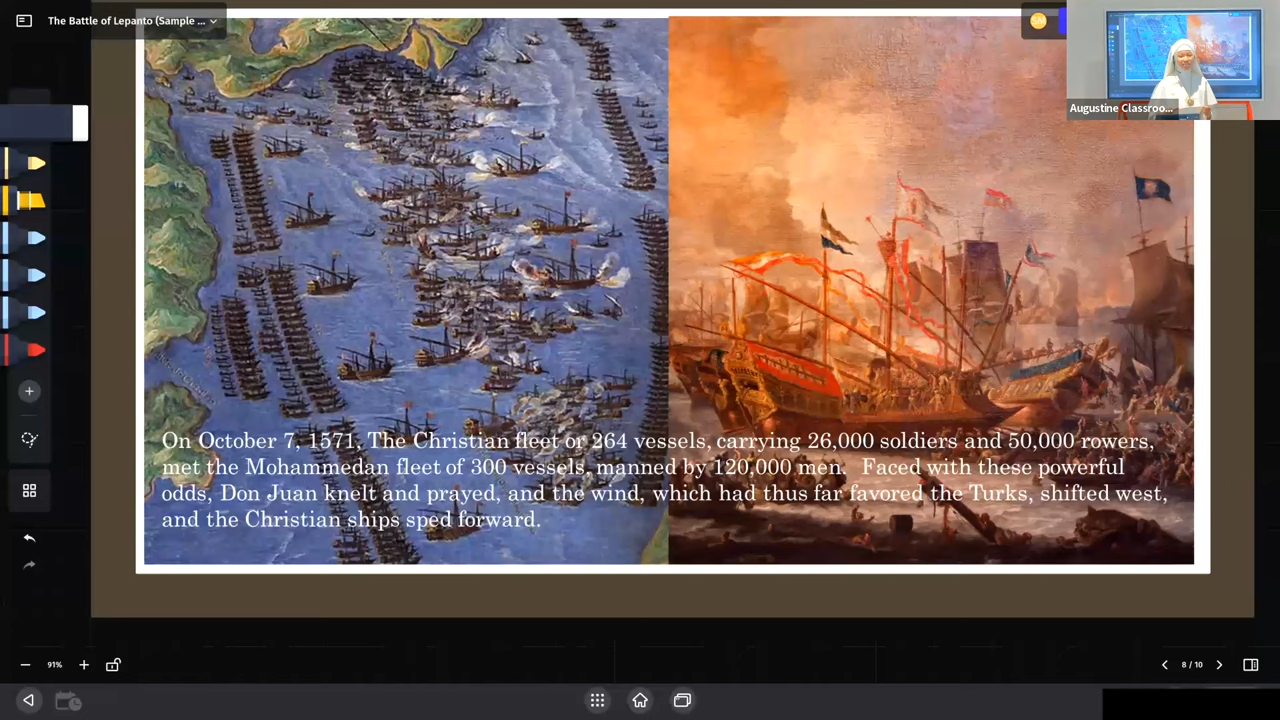 The Battle of Lepanto (Sample ...
SM
Augustine Classroo...
On October 7, 1571, The Christian fleet or 264 vessels, carrying 26,000 soldiers and 50,000 rowers,
met the Mohammedan fleet of 300 vessels, manned by 120,000 men. Faced with these powerful
odds, Don Juan knelt and prayed, and the wind, which had thus far favored the Turks, shifted west,
and the Christian ships sped forward.
91%
8 / 10